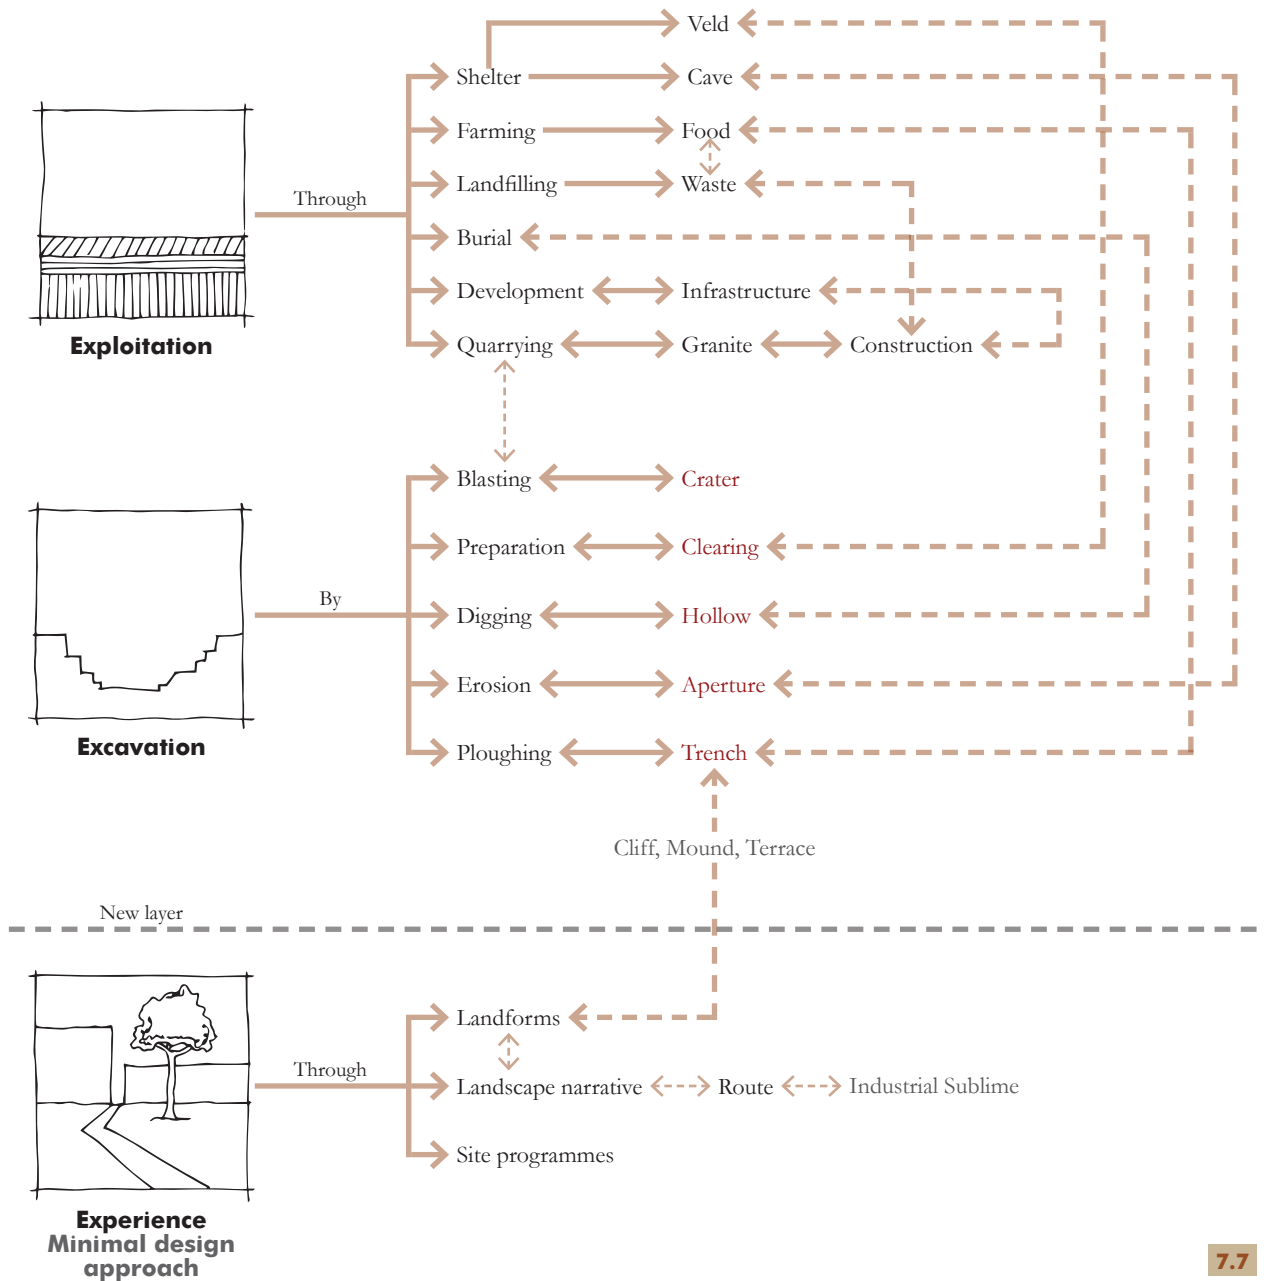 Veld
Shelter Cave
Farming Food
Landfilling Waste
Through
Burial
Development Infrastructure
Quarrying Granite Construction
Exploitation
Blasting Crater
Preparation Clearing
By
Digging Hollow
Erosion Aperture
Excavation
Ploughing Trench
Cliff, Mound, Terrace
New layer
Landforms
Through
Landscape narrative Route Industrial Sublime
Site programmes
Experience
Minimal design
approach
7.7